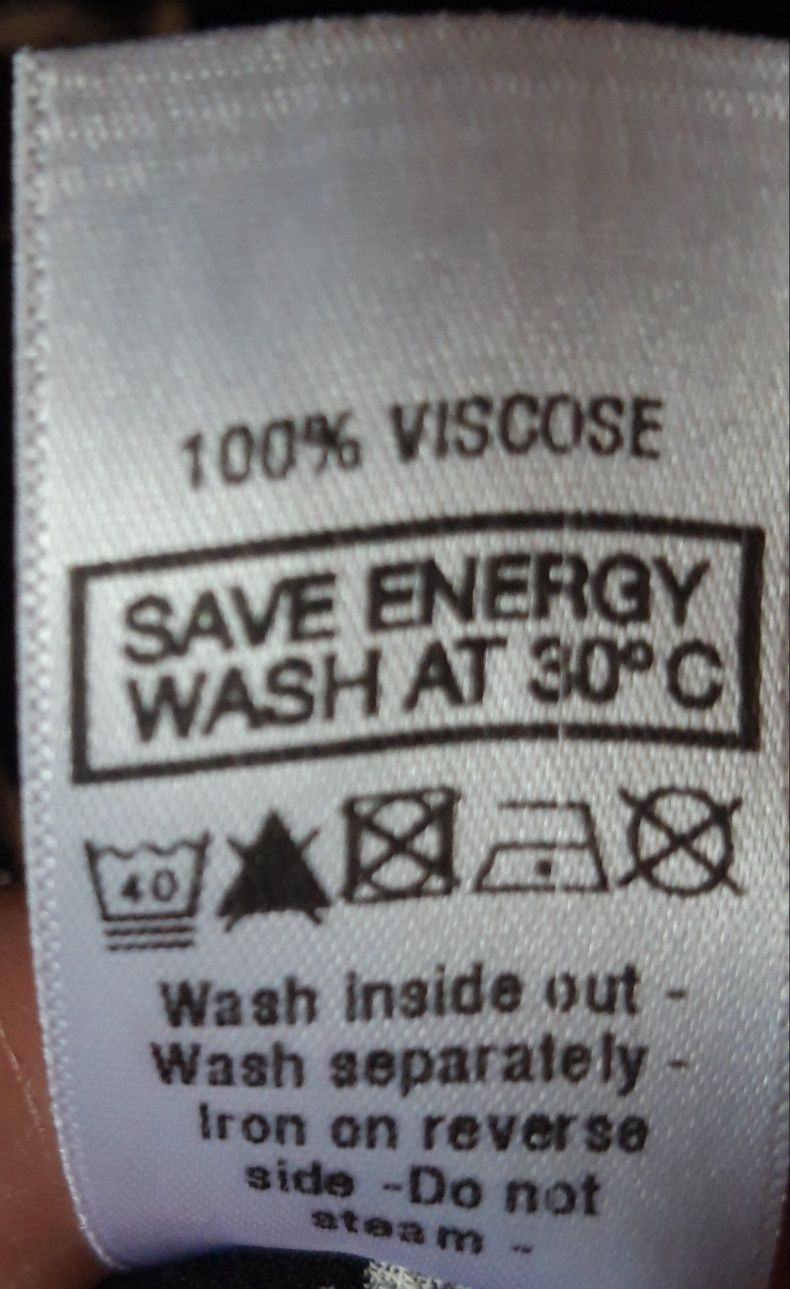 100% VISCOSE
SAVE ENERGY
WASH AT 30°C
40
Wash inside out -
Wash separately -
Iron on reverse
side -Do not
steam -